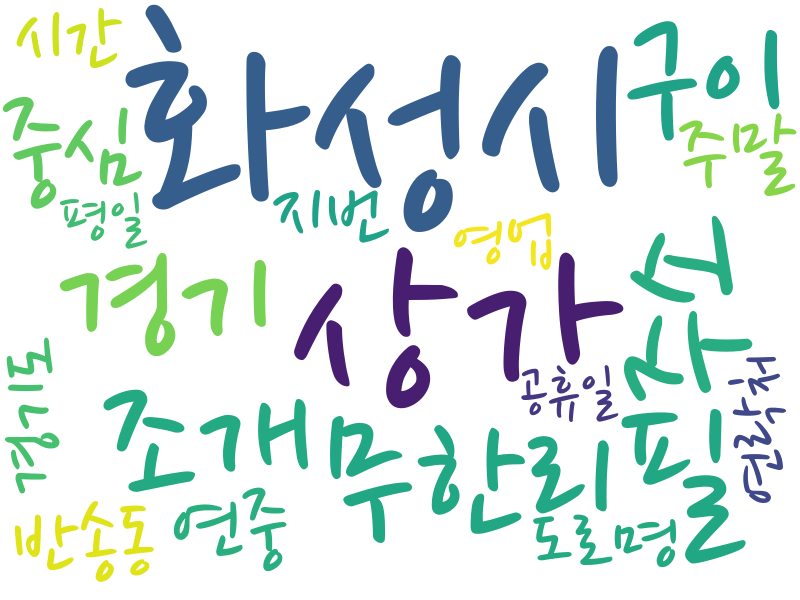 시간
화성시
구이
중심
주말
평일
지번
영업
경기
상가
주소
공휴일
연락처
경기도
조개무한리필
반송동
연중
도로명